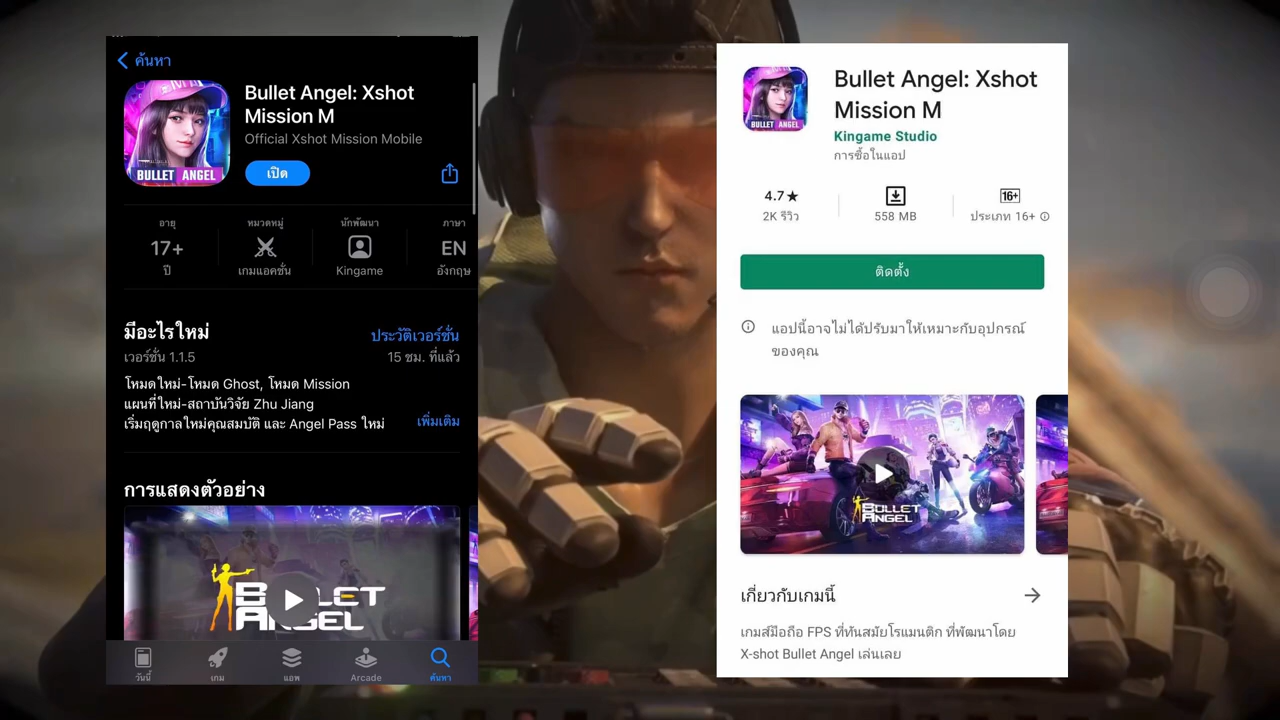 ค้นหา
Bullet Angel: Xshot
Mission M
Official Xshot Mission Mobile
เปิด
BULLET ANGEL
อายุ
17+
ปี
หมวดหมู่
เกมแอคชั่น
นักพัฒนา
Kingame
ภาษา
EN
อังกฤษ
มีอะไรใหม่
ประวัติเวอร์ชั่น
เวอร์ชั่น 1.1.5
15 ชม. ที่แล้ว
โหมดใหม่-โหมด Ghost, โหมด Mission
แผนที่ใหม่-สถาบันวิจัย Zhu Jiang
เริ่มฤดูกาลใหม่คุณสมบัติ และ Angel Pass ใหม่
เพิ่มเติม
การแสดงตัวอย่าง
BULLET
ANGEL
วันนี้
เกม
แอพ
Arcade
ค้นหา
Bullet Angel: Xshot
Mission M
BULLET ANGEL
Kingame Studio
การซื้อในแอป
4.7★
2K รีวิว
558 MB
16+
ประเภท 16+
ติดตั้ง
แอปนี้อาจไม่ได้ปรับมาให้เหมาะกับอุปกรณ์
ของคุณ
BULLET
ANGEL
เกี่ยวกับเกมนี้
เกมส์มือถือ FPS ที่ทันสมัยโรแมนติก ที่พัฒนาโดย
X-shot Bullet Angel เล่นเลย